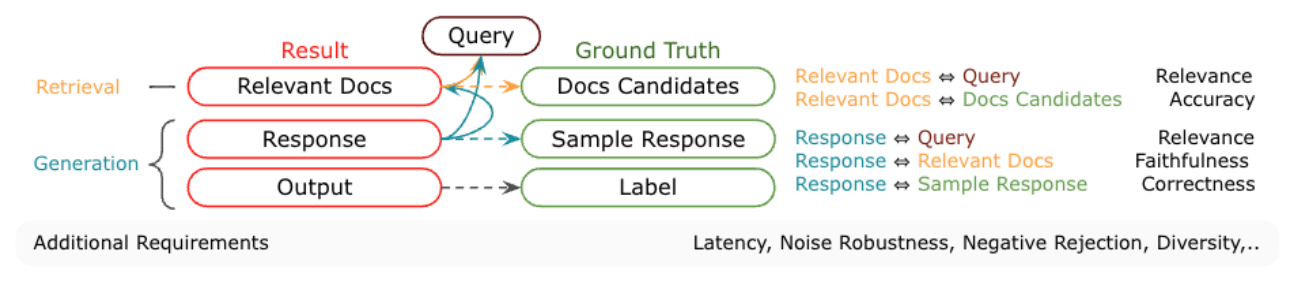 Query
Result
Ground Truth
Retrieval
Relevant Docs
Docs Candidates
Relevant Docs ⇔ Query
Relevance
Relevant Docs ⇔ Docs Candidates
Accuracy
Generation
Response
Sample Response
Response ⇔ Query
Relevance
Response ⇔ Relevant Docs
Faithfulness
Response ⇔ Sample Response
Correctness
Output
Label
Additional Requirements
Latency, Noise Robustness, Negative Rejection, Diversity,..